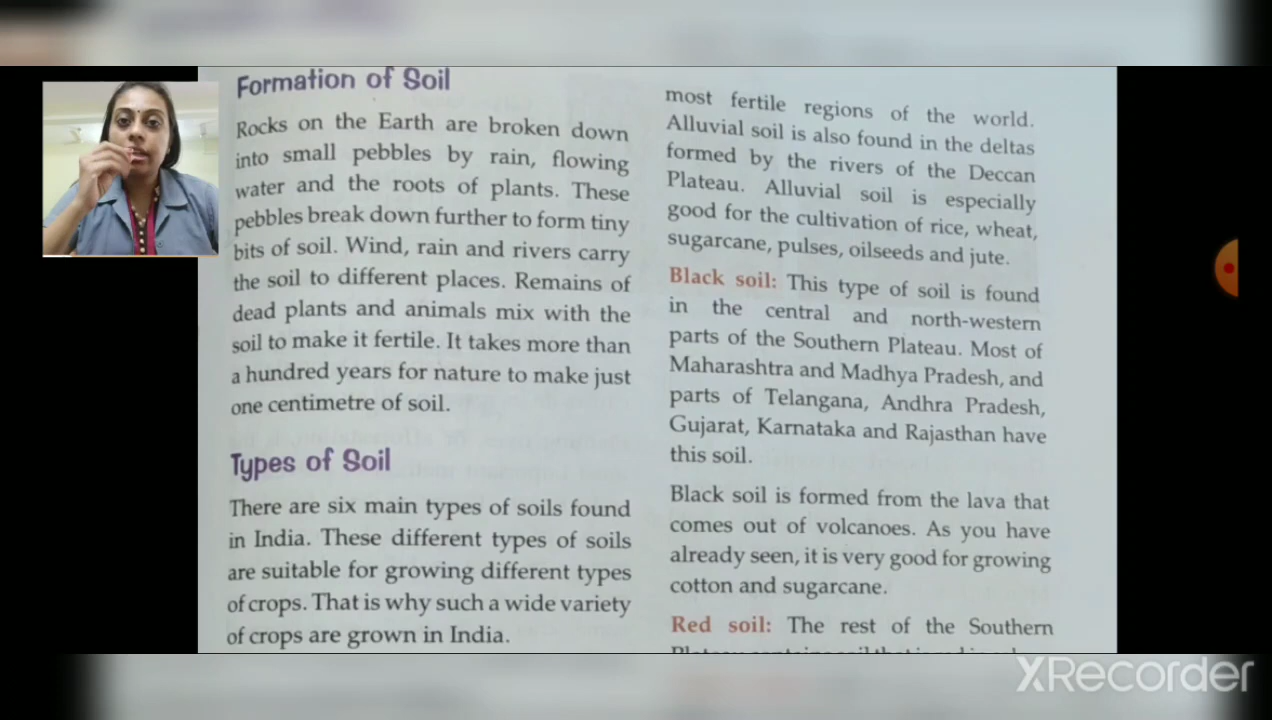 Formation of Soil
Rocks on the Earth are broken down
into small pebbles by rain, flowing
water and the roots of plants. These
pebbles break down further to form tiny
bits of soil. Wind, rain and rivers carry
the soil to different places. Remains of
dead plants and animals mix with the
soil to make it fertile. It takes more than
a hundred years for nature to make just
one centimetre of soil.
Types of Soil
There are six main types of soils found
in India. These different types of soils
are suitable for growing different types
of crops. That is why such a wide variety
of crops are grown in India.
most fertile regions of the world.
Alluvial soil is also found in the deltas
formed by the rivers of the Deccan
Plateau. Alluvial soil is especially
good for the cultivation of rice, wheat,
sugarcane, pulses, oilseeds and jute.
Black soil: This type of soil is found
in the central and north-western
parts of the Southern Plateau. Most of
Maharashtra and Madhya Pradesh, and
parts of Telangana, Andhra Pradesh,
Gujarat, Karnataka and Rajasthan have
this soil.
Black soil is formed from the lava that
comes out of volcanoes. As you have
already seen, it is very good for growing
cotton and sugarcane.
Red soil: The rest of the Southern
XRecorder